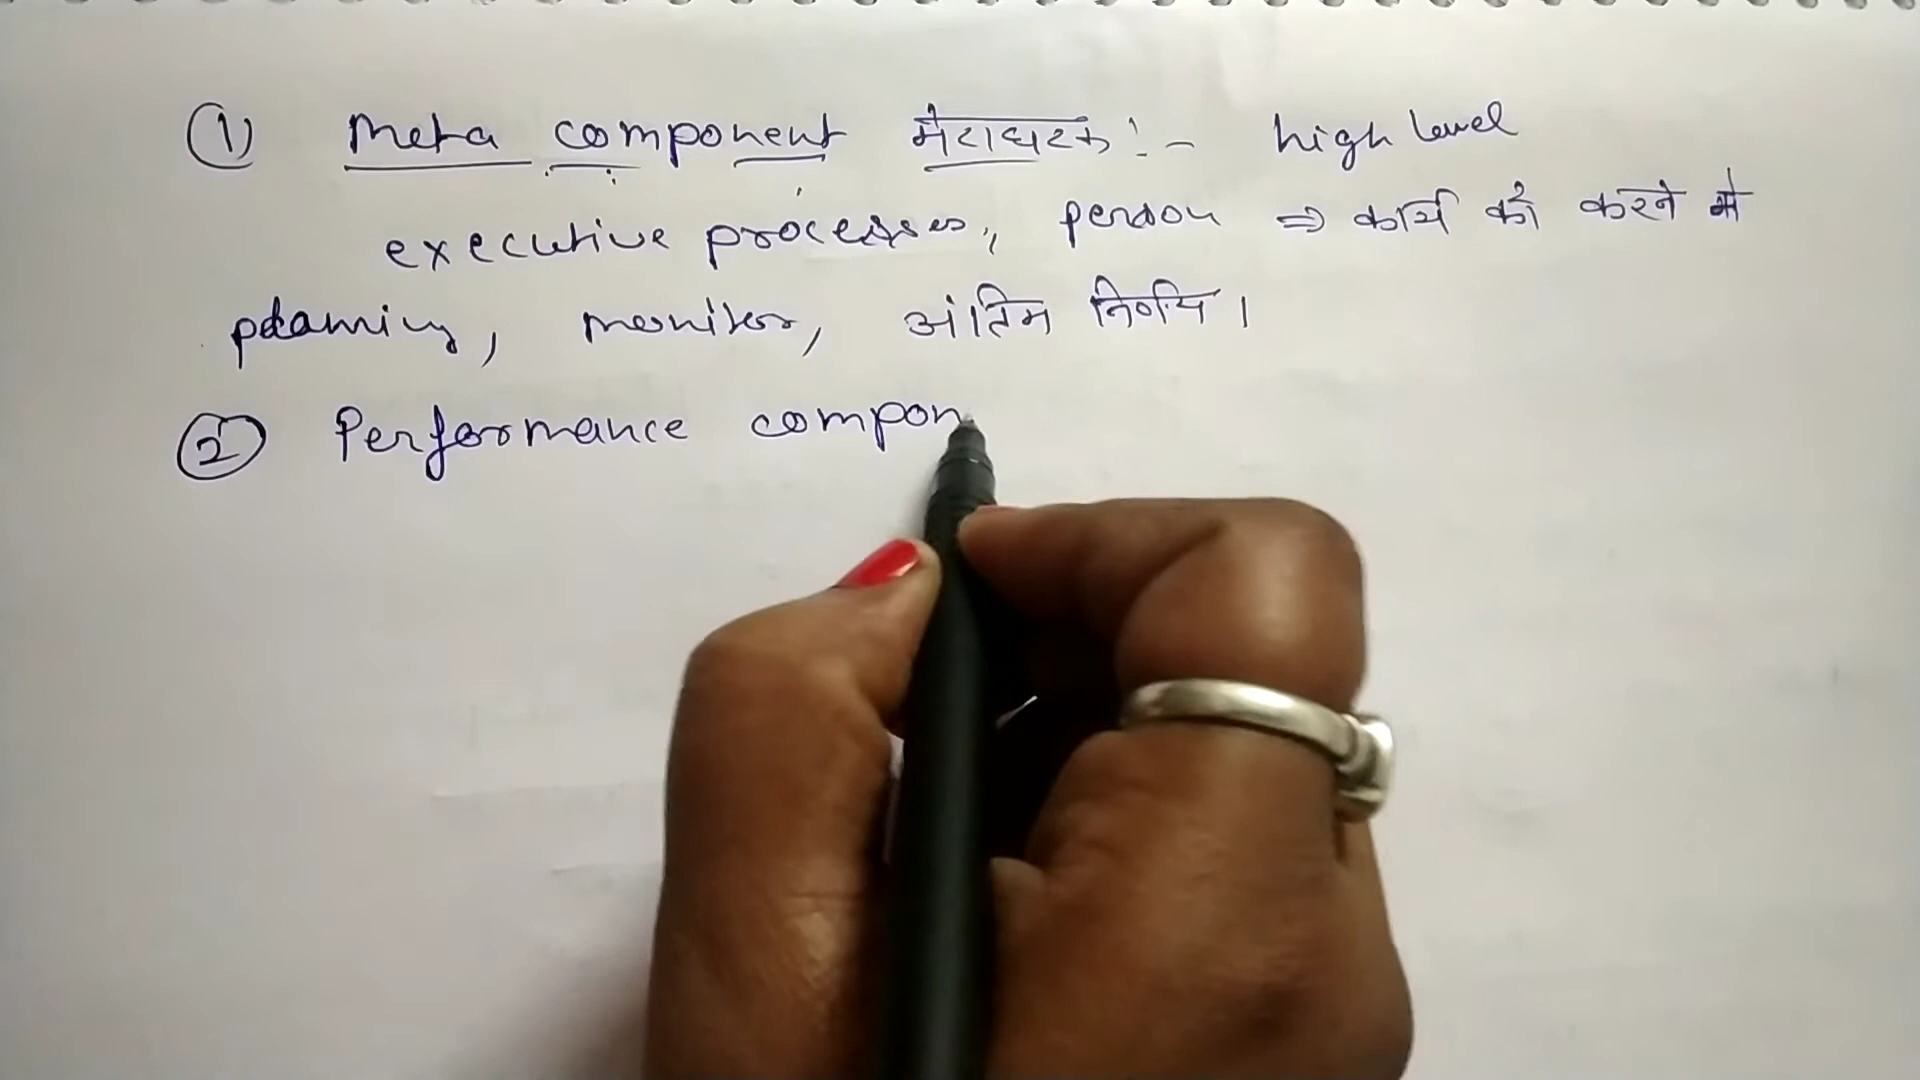 ① Meta component मेटाघटक :- high level
executive processes, person ⇒ कार्य को करने में
planning, monitor, अंतिम निर्णय।
② Performance compon